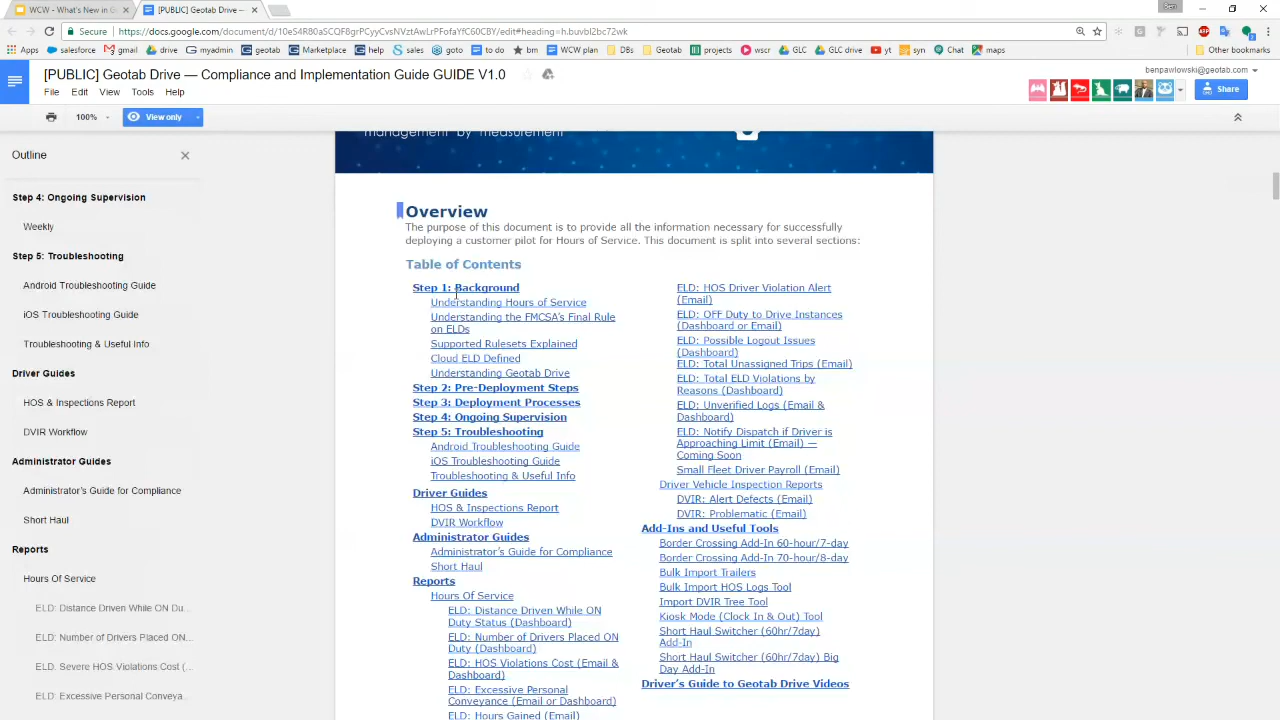 WCW - What's New in G
[PUBLIC] Geotab Drive —
Ben
Secure
https://docs.google.com/document/d/10eS4R80aSCQF8grPCyyCvsNVztAwLrPFofaYfC60CBY/edit#heading=h.buvbl2bc72wk
Apps salesforce gmail drive myadmin geotab Marketplace help sales goto to do bm WCW plan DBs Geotab projects wscr GLC GLC drive yt syn Chat maps Other bookmarks
[PUBLIC] Geotab Drive — Compliance and Implementation Guide GUIDE V1.0
benpawlowski@geotab.com
File Edit View Tools Help
Share
100% View only
Outline
Step 4: Ongoing Supervision
Weekly
Step 5: Troubleshooting
Android Troubleshooting Guide
iOS Troubleshooting Guide
Troubleshooting & Useful Info
Driver Guides
HOS & Inspections Report
DVIR Workflow
Administrator Guides
Administrator's Guide for Compliance
Short Haul
Reports
Hours Of Service
ELD: Distance Driven While ON Du...
ELD: Number of Drivers Placed ON...
ELD: Severe HOS Violations Cost (...
ELD: Excessive Personal Conveya...
management by measurement
Overview
The purpose of this document is to provide all the information necessary for successfully
deploying a customer pilot for Hours of Service. This document is split into several sections:
Table of Contents
Step 1: Background
Understanding Hours of Service
Understanding the FMCSA's Final Rule
on ELDs
Supported Rulesets Explained
Cloud ELD Defined
Understanding Geotab Drive
Step 2: Pre-Deployment Steps
Step 3: Deployment Processes
Step 4: Ongoing Supervision
Step 5: Troubleshooting
Android Troubleshooting Guide
iOS Troubleshooting Guide
Troubleshooting & Useful Info
Driver Guides
HOS & Inspections Report
DVIR Workflow
Administrator Guides
Administrator's Guide for Compliance
Short Haul
Reports
Hours Of Service
ELD: Distance Driven While ON
Duty Status (Dashboard)
ELD: Number of Drivers Placed ON
Duty (Dashboard)
ELD: HOS Violations Cost (Email &
Dashboard)
ELD: Excessive Personal
Conveyance (Email or Dashboard)
ELD: Hours Gained (Email)
ELD: HOS Driver Violation Alert
(Email)
ELD: OFF Duty to Drive Instances
(Dashboard or Email)
ELD: Possible Logout Issues
(Dashboard)
ELD: Total Unassigned Trips (Email)
ELD: Total ELD Violations by
Reasons (Dashboard)
ELD: Unverified Logs (Email &
Dashboard)
ELD: Notify Dispatch if Driver is
Approaching Limit (Email) —
Coming Soon
Small Fleet Driver Payroll (Email)
Driver Vehicle Inspection Reports
DVIR: Alert Defects (Email)
DVIR: Problematic (Email)
Add-Ins and Useful Tools
Border Crossing Add-In 60-hour/7-day
Border Crossing Add-In 70-hour/8-day
Bulk Import Trailers
Bulk Import HOS Logs Tool
Import DVIR Tree Tool
Kiosk Mode (Clock In & Out) Tool
Short Haul Switcher (60hr/7day)
Add-In
Short Haul Switcher (60hr/7day) Big
Day Add-In
Driver's Guide to Geotab Drive Videos